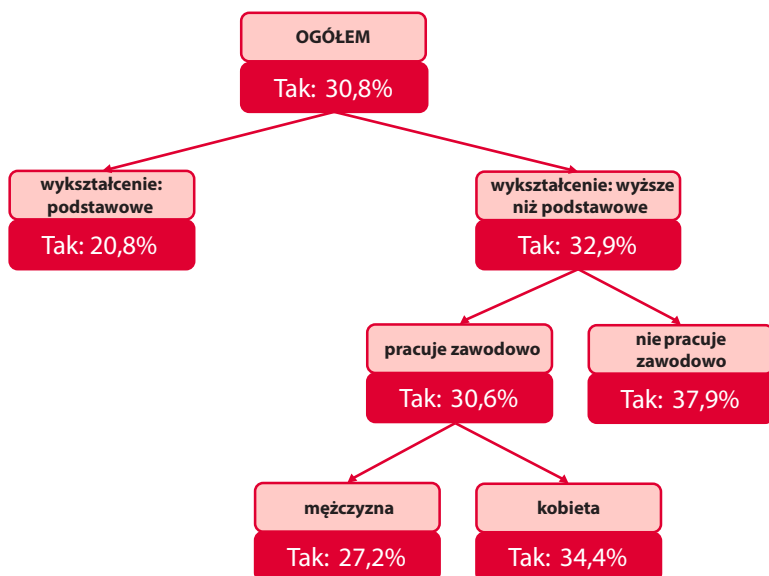 OGÓŁEM
Tak: 30,8%
wykształcenie:
podstawowe
Tak: 20,8%
wykształcenie: wyższe
niż podstawowe
Tak: 32,9%
pracuje zawodowo
Tak: 30,6%
nie pracuje
zawodowo
Tak: 37,9%
mężczyzna
Tak: 27,2%
kobieta
Tak: 34,4%